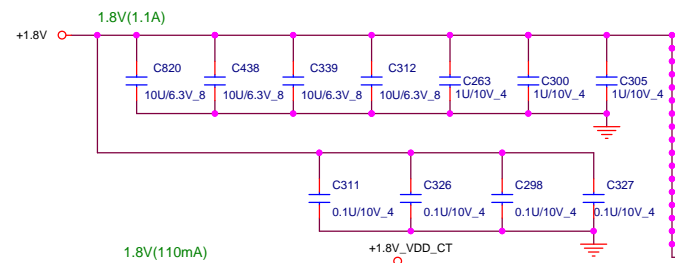 1.8V(1.1A)
+1.8V
C820 C438 C339 C312 C263 C300 C305
10U/6.3V_8 10U/6.3V_8 10U/6.3V_8 10U/6.3V_8 1U/10V_4 1U/10V_4 1U/10V_4
C311 C326 C298 C327
0.1U/10V_4 0.1U/10V_4 0.1U/10V_4 0.1U/10V_4
+1.8V_VDD_CT
1.8V(110mA)